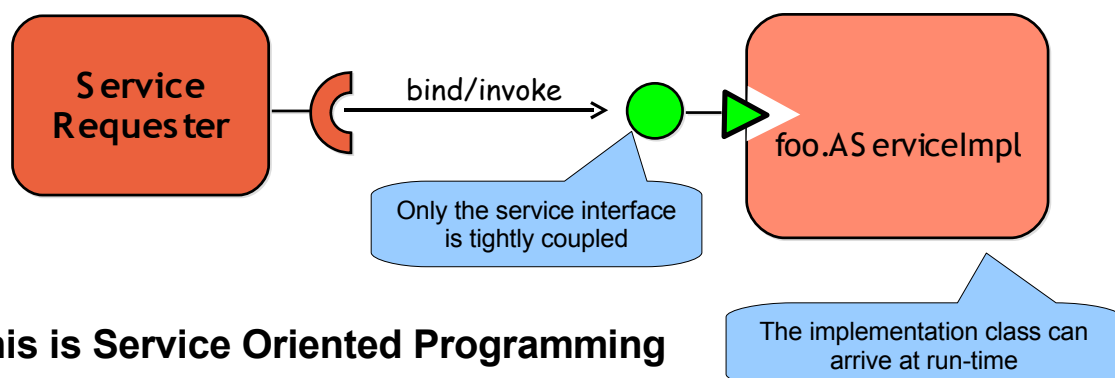 Service
Requester
bind/invoke
foo.AServiceImpl
Only the service interface
is tightly coupled
his is Service Oriented Programming
The implementation class can
arrive at run-time